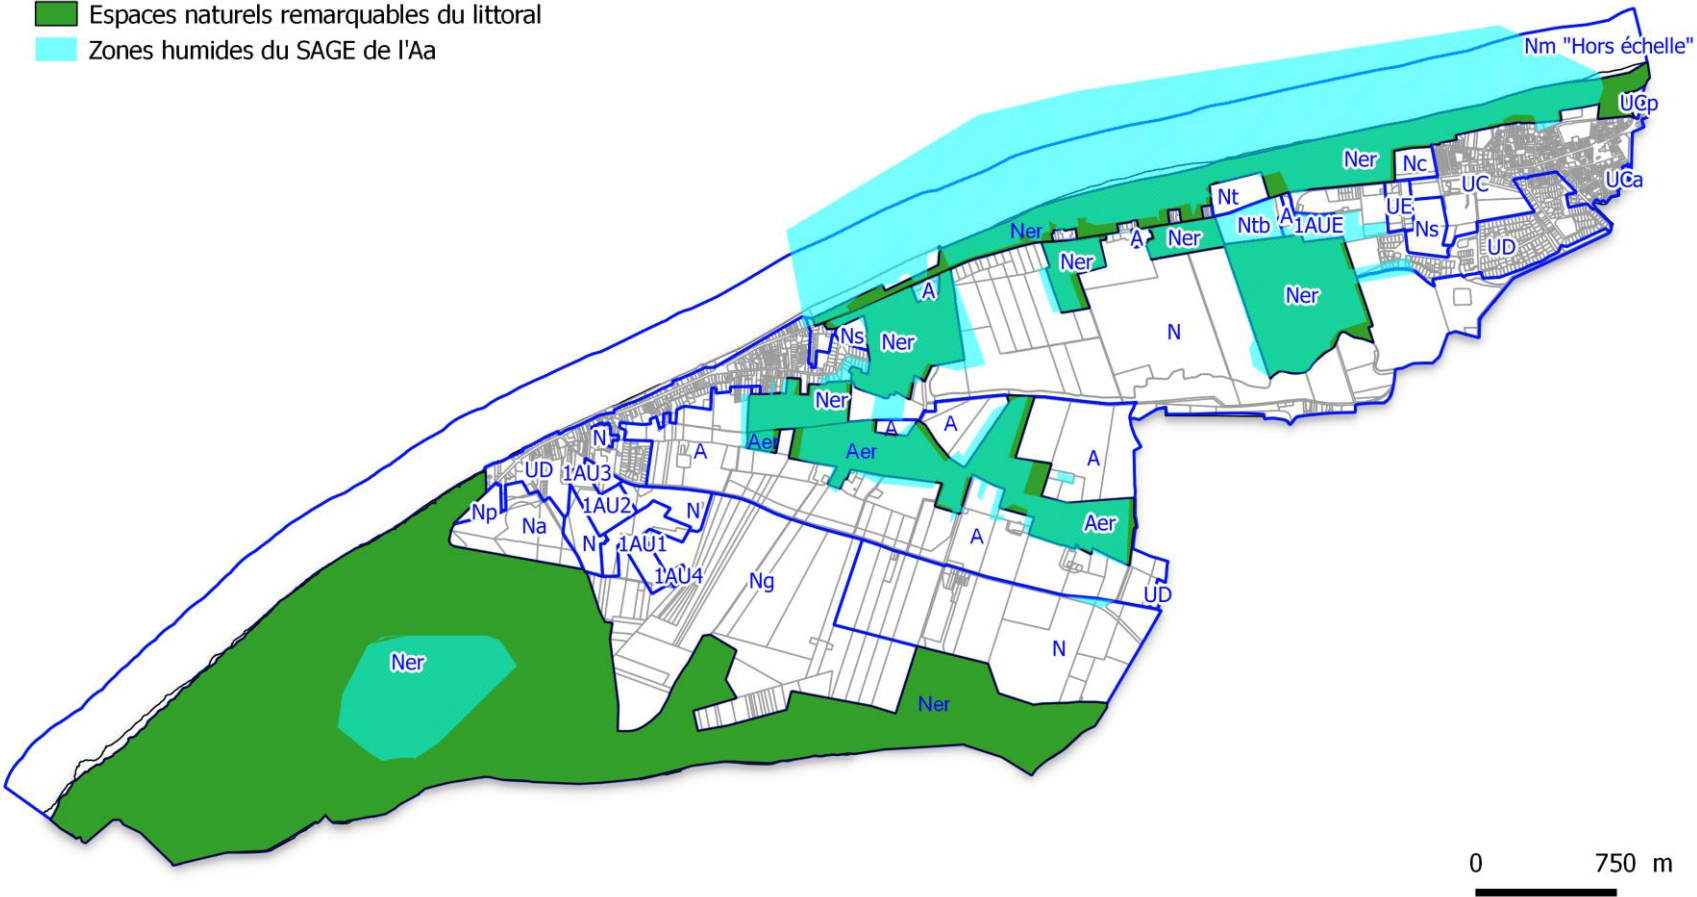 Espaces naturels remarquables du littoral
Zones humides du SAGE de l'Aa
Nm "Hors échelle"
UCp
Ner
Nc
UCa
UC
Nt
UE
A
Ntb
1AUE
Ns
Ner
A
Ner
UD
Ner
A
Ner
N
Ns
Ner
Ner
A
A
N
A
Aer
Aer
A
UD
1AU3
Np
1AU2
N
Na
Aer
A
N
1AU1
1AU4
Ng
UD
N
Ner
Ner
0
750 m